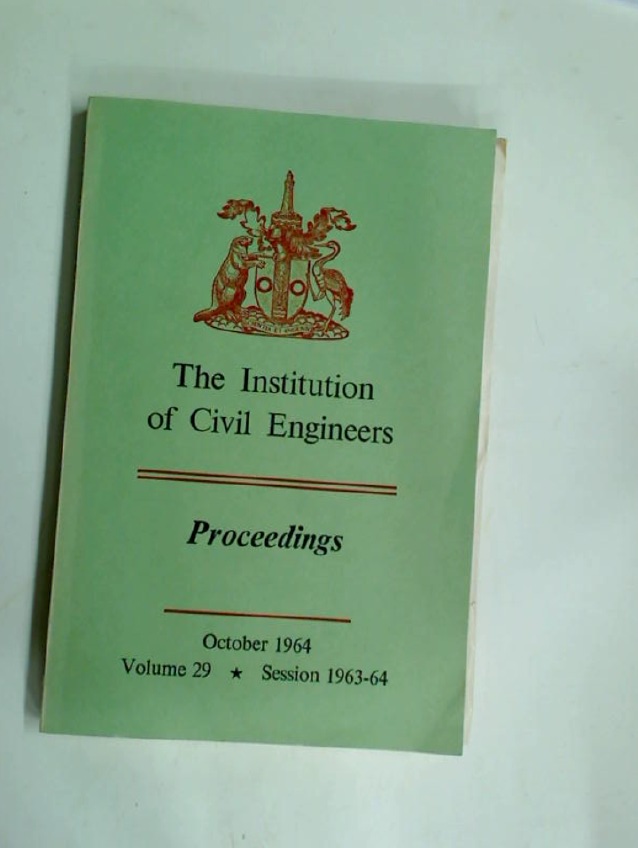 The Institution
of Civil Engineers
Proceedings
October 1964
Volume 29 ★ Session 1963-64